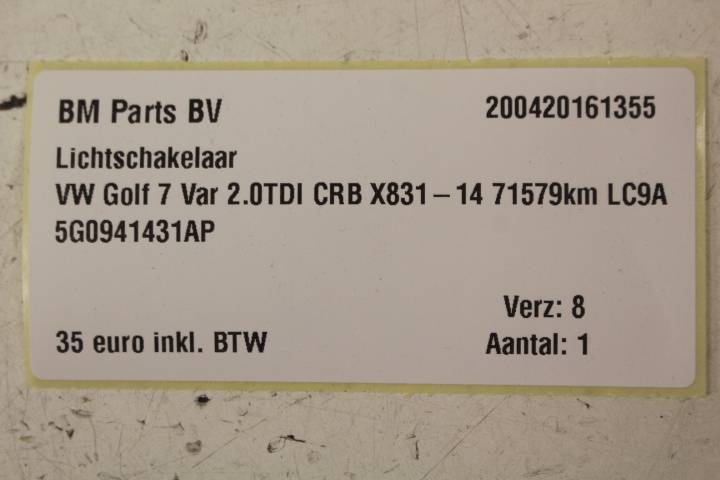 BM Parts BV 200420161355
Lichtschakelaar
VW Golf 7 Var 2.0TDI CRB X831 – 14 71579km LC9A
5G0941431AP
Verz: 8
35 euro inkl. BTW Aantal: 1